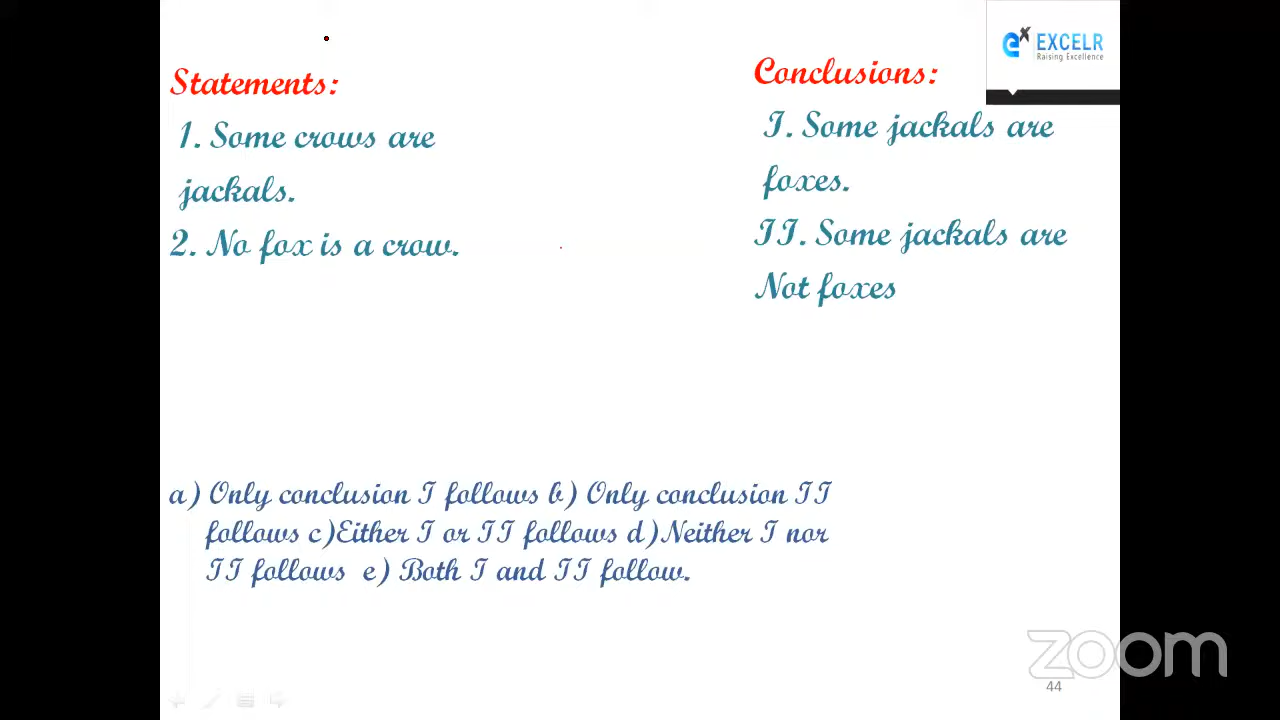 Statements:
1. Some crows are
jackals.
2. No fox is a crow.
Conclusions:
I. Some jackals are
foxes.
II. Some jackals are
Not foxes
ex EXCELR
Raising Excellence
a) Only conclusion I follows b) Only conclusion II
follows c)Either I or II follows d)Neither I nor
II follows e) Both I and II follow.
zoom
44